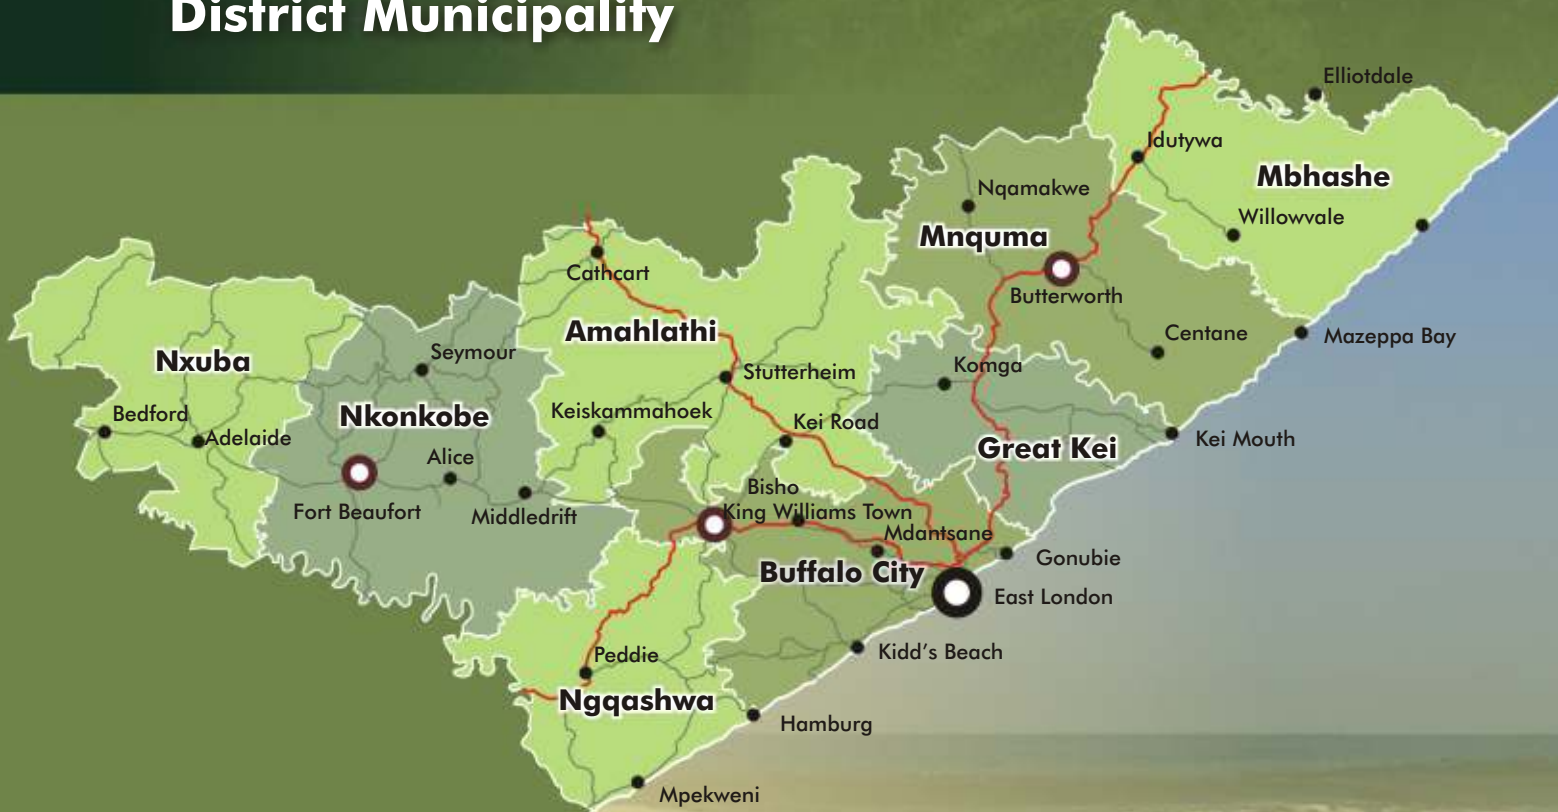 District Municipality
Elliotdale
Idutywa
Mbhashe
Nqamakwe
Willowvale
Mnquma
Cathcart
Butterworth
Amahlathi
Centane
Mazeppa Bay
Seymour
Nxuba
Komga
Stutterheim
Bedford
Nkonkobe
Keiskammahoek
Kei Road
Adelaide
Great Kei
Kei Mouth
Alice
Bisho
Fort Beaufort
Middledrift
King Williams Town
Mdantsane
Gonubie
Buffalo City
East London
Peddie
Kidd's Beach
Ngqashwa
Hamburg
Mpekweni